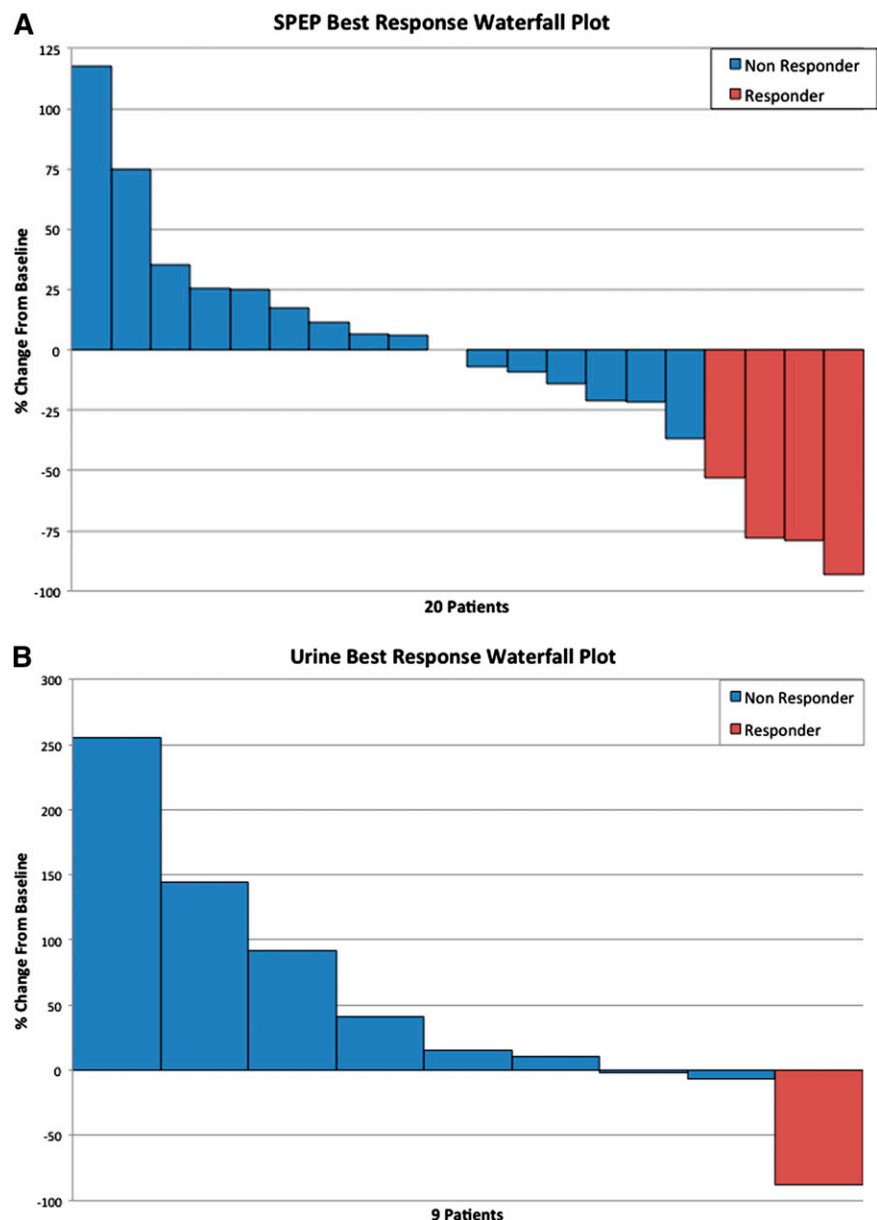 A
SPEP Best Response Waterfall Plot
Non Responder
Responder
% Change From Baseline
125
100
75
50
25
0
-25
-50
-75
-100
20 Patients
B
Urine Best Response Waterfall Plot
Non Responder
Responder
% Change From Baseline
300
250
200
150
100
50
0
-50
-100
9 Patients